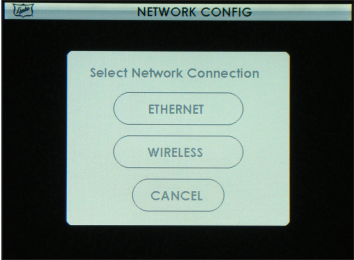 NETWORK CONFIG
Select Network Connection
ETHERNET
WIRELESS
CANCEL